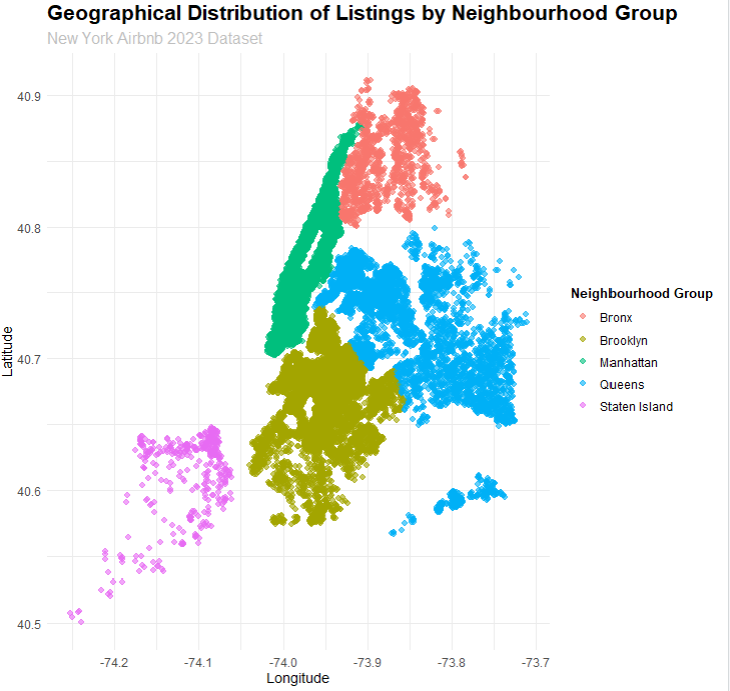 Geographical Distribution of Listings by Neighbourhood Group
New York Airbnb 2023 Dataset
40.9
40.8
40.7
40.6
40.5
Latitude
-74.2
-74.1
-74.0
-73.9
-73.8
-73.7
Longitude
Neighbourhood Group
Bronx
Brooklyn
Manhattan
Queens
Staten Island